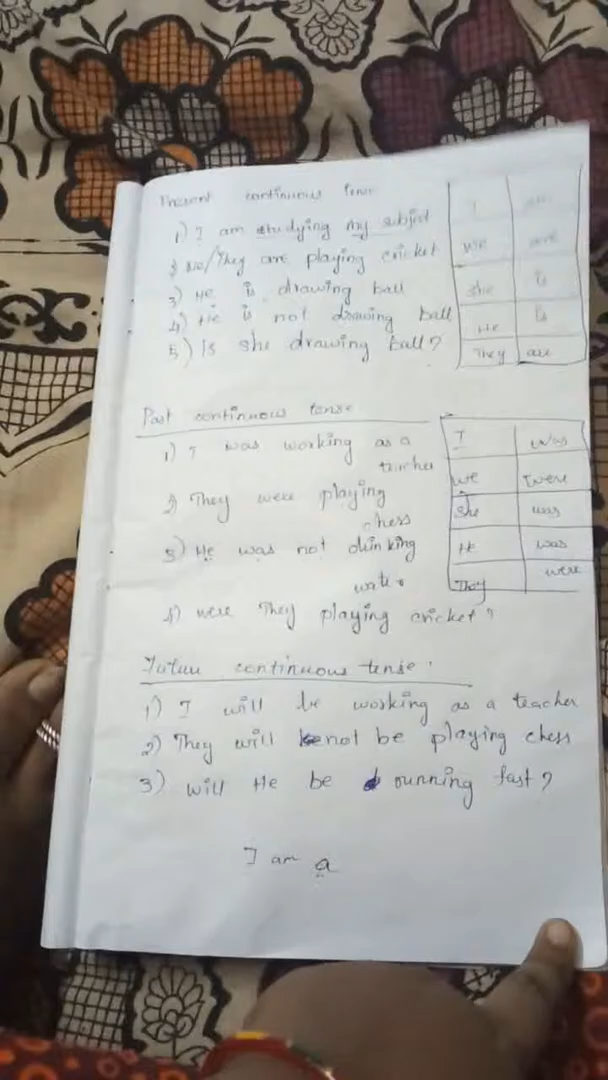 Present continuous Tense
1) I am studying my subject
2) We/They are playing cricket
3) He is drawing ball
4) He is not drawing ball
5) Is she drawing ball?
I am
we are
she is
He is
They are
Past continuous tense
1) I was working as a
teacher
2) They were playing
chess
3) He was not drinking
water
4) were They playing cricket?
I was
we were
She was
He was
They were
Future continuous tense.
1) I will be working as a teacher
2) They will not be playing chess
3) will He be running fast?
I am a